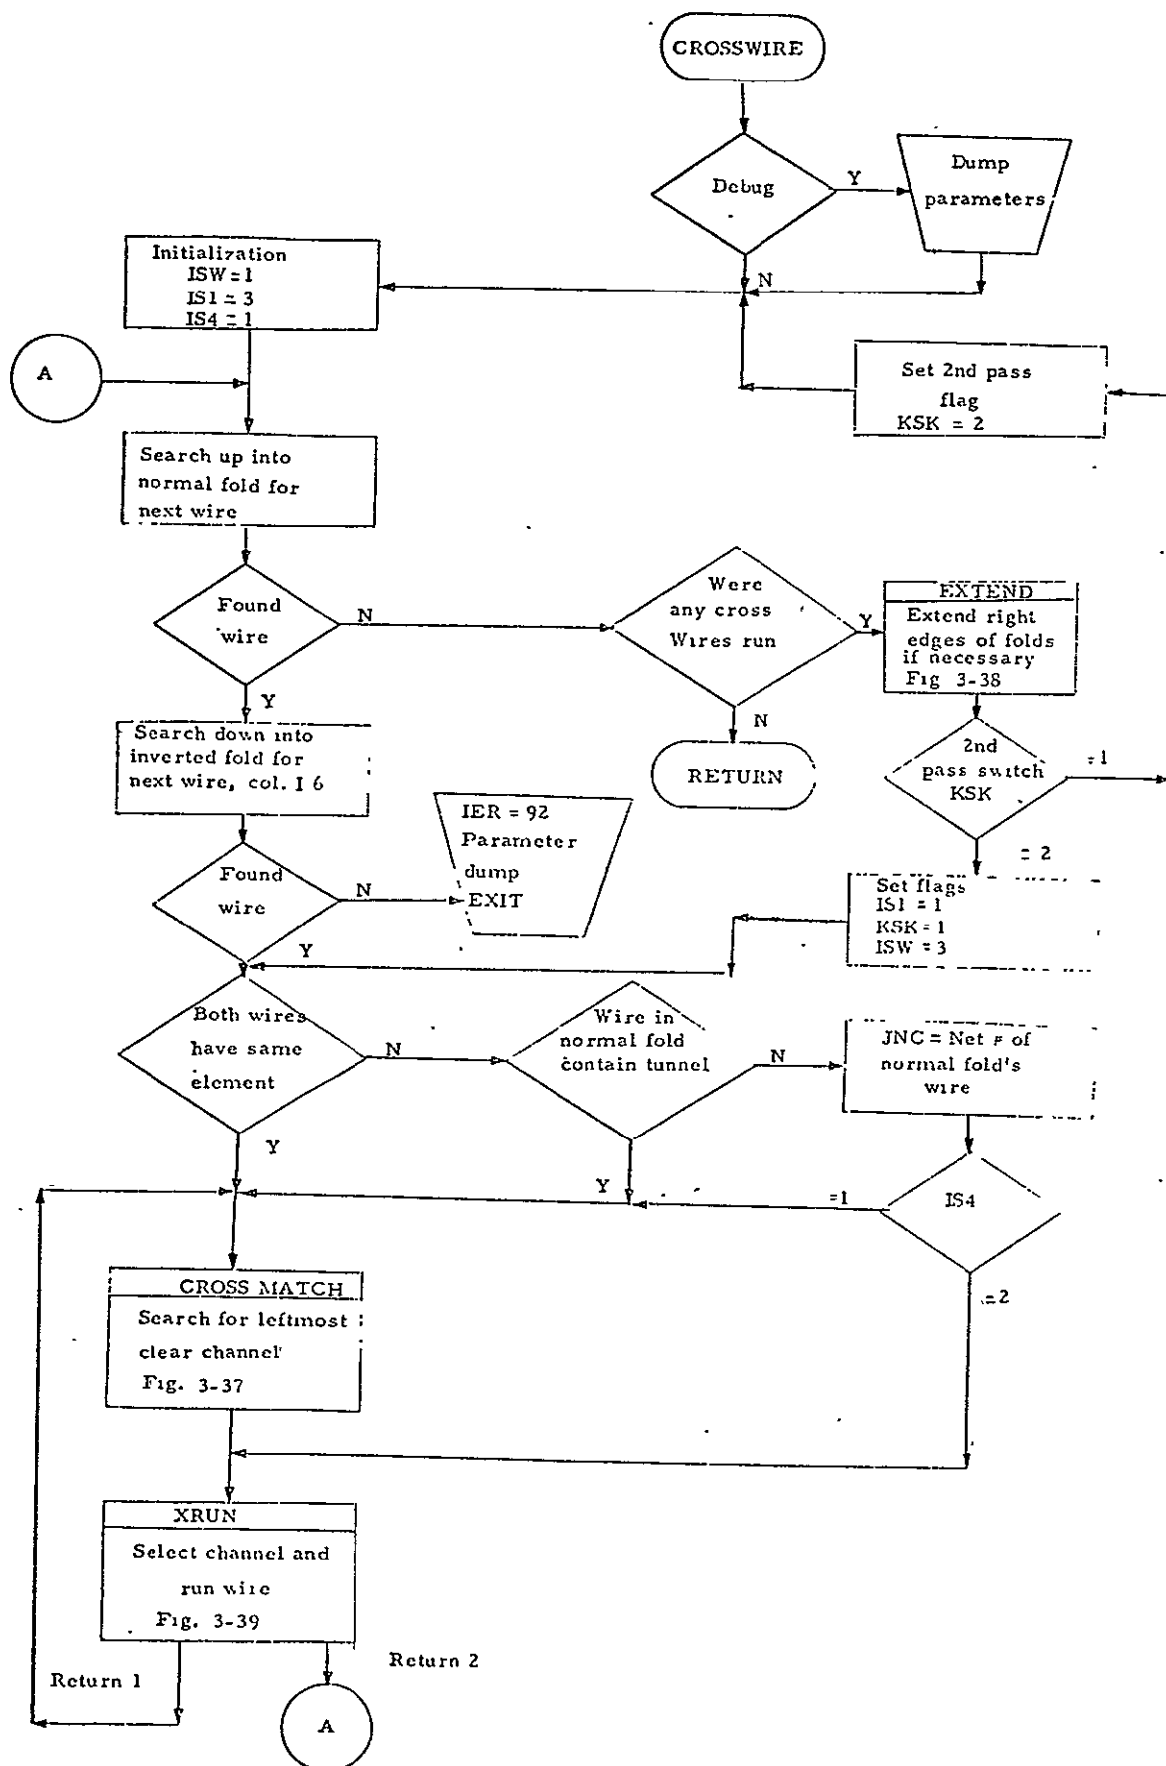 CROSSWIRE
Debug
Y
Dump
parameters
N
Initialization
ISW = 1
IS1 = 3
IS4 = 1
A
Set 2nd pass
flag
KSK = 2
Search up into
normal fold for
next wire
Found
wire
N
Y
Were
any cross
Wires run
Y
N
RETURN
EXTEND
Extend right
edges of folds
if necessary
Fig 3-38
2nd
pass switch
KSK
=1
= 2
Search down into
inverted fold for
next wire, col. I 6
Found
wire
N
Y
IER = 92
Parameter
dump
EXIT
Set flags
IS1 = 1
KSK = 1
ISW = 3
Both wires
have same
element
N
Y
Wire in
normal fold
contain tunnel
N
Y
JNC = Net # of
normal fold's
wire
IS4
=1
=2
CROSS MATCH
Search for leftmost
clear channel
Fig. 3-37
XRUN
Select channel and
run wire
Fig. 3-39
Return 1
Return 2
A